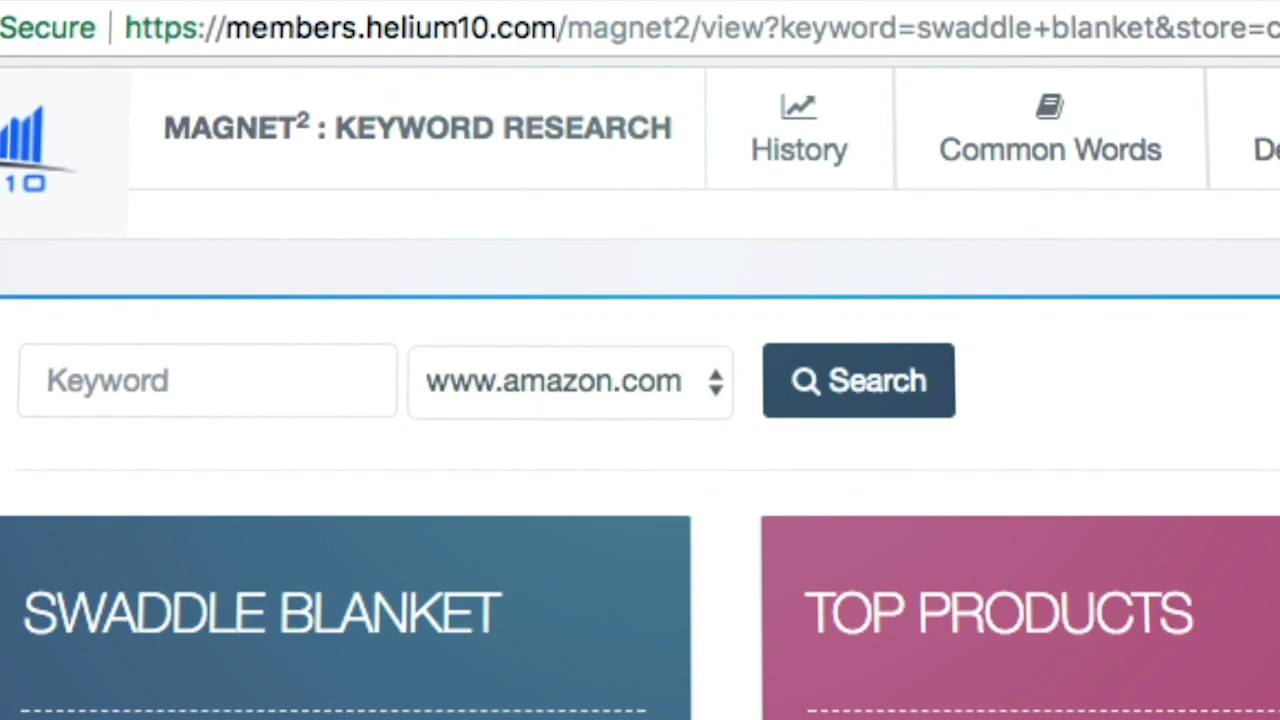 Secure https://members.helium10.com/magnet2/view?keyword=swaddle+blanket&store=
10
MAGNET² : KEYWORD RESEARCH
History
Common Words
Keyword
www.amazon.com
Search
SWADDLE BLANKET
TOP PRODUCTS